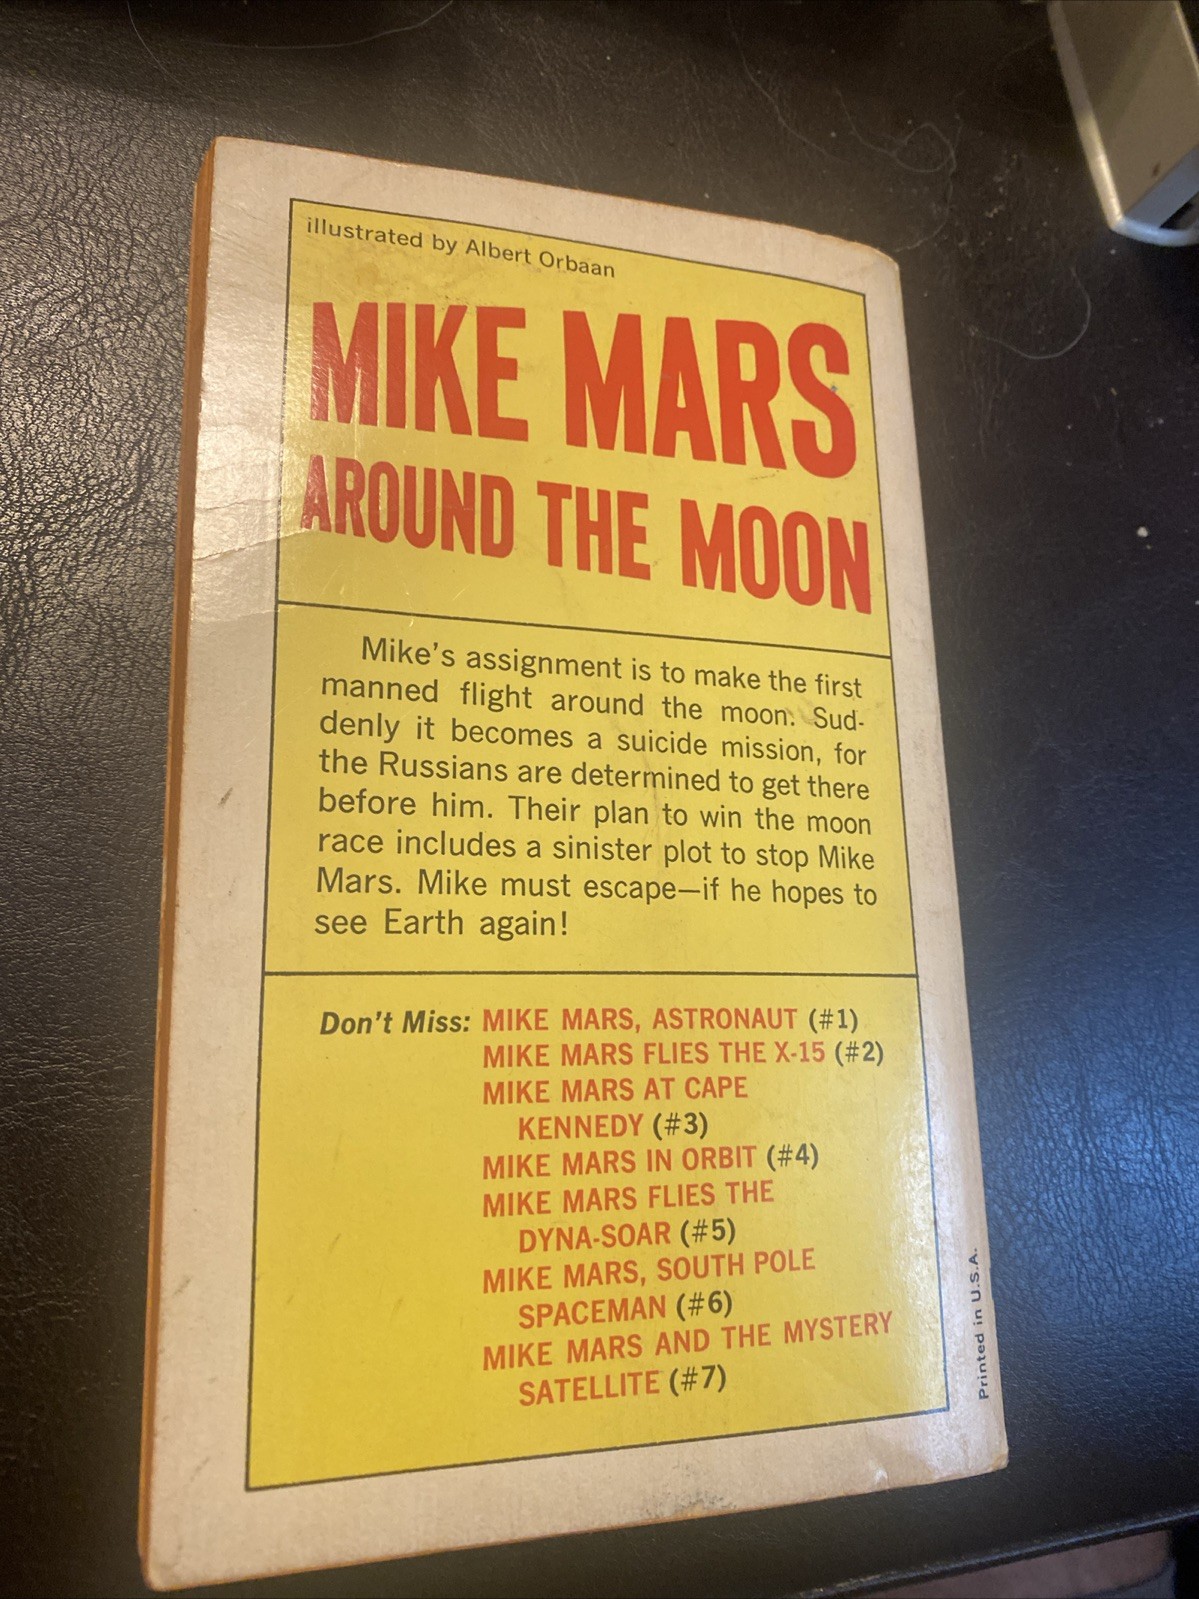 illustrated by Albert Orbaan
MIKE MARS
AROUND THE MOON
Mike's assignment is to make the first
manned flight around the moon. Sud-
denly it becomes a suicide mission, for
the Russians are determined to get there
before him. Their plan to win the moon
race includes a sinister plot to stop Mike
Mars. Mike must escape—if he hopes to
see Earth again!
Don't Miss: MIKE MARS, ASTRONAUT (#1)
MIKE MARS FLIES THE X-15 (#2)
MIKE MARS AT CAPE
KENNEDY (#3)
MIKE MARS IN ORBIT (#4)
MIKE MARS FLIES THE
DYNA-SOAR (#5)
MIKE MARS, SOUTH POLE
SPACEMAN (#6)
MIKE MARS AND THE MYSTERY
SATELLITE (#7)
Printed in U.S.A.